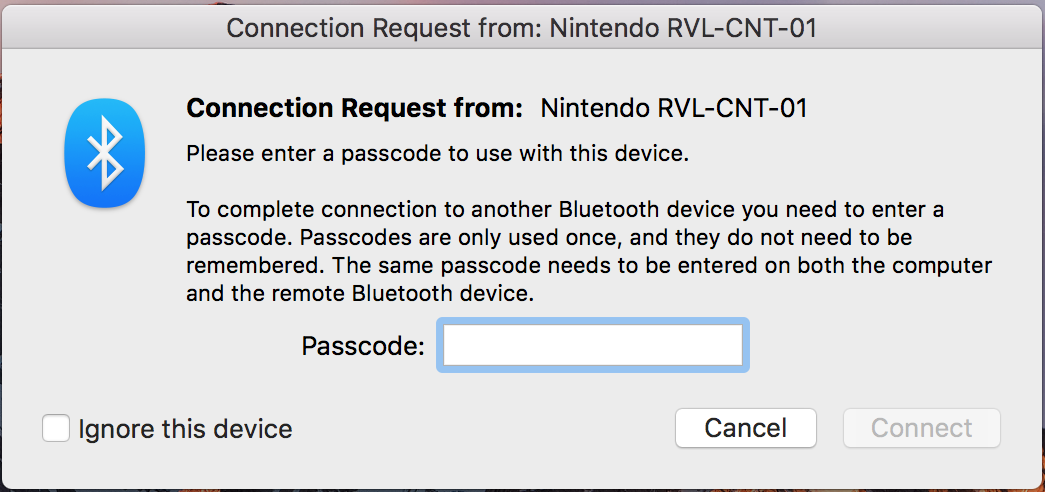 Connection Request from: Nintendo RVL-CNT-01
Connection Request from: Nintendo RVL-CNT-01
Please enter a passcode to use with this device.
To complete connection to another Bluetooth device you need to enter a
passcode. Passcodes are only used once, and they do not need to be
remembered. The same passcode needs to be entered on both the computer
and the remote Bluetooth device.
Passcode:
Ignore this device
Cancel
Connect